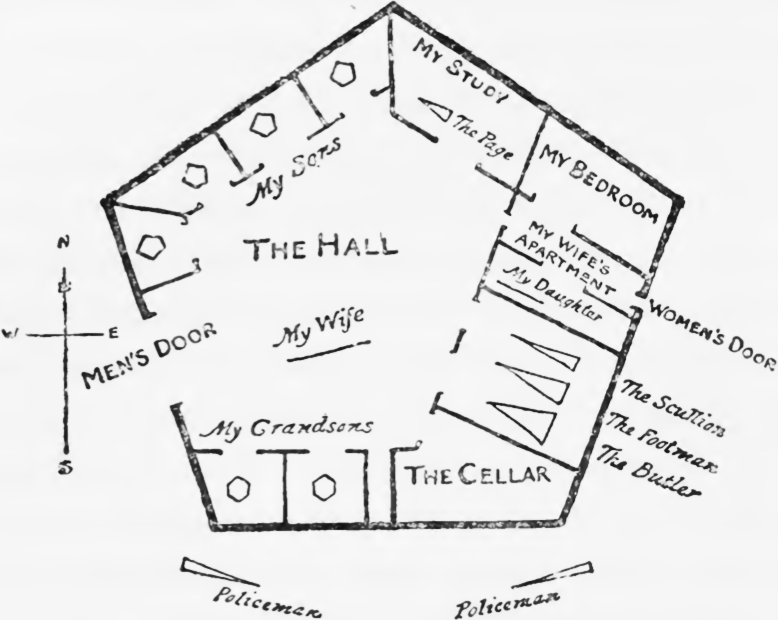 MY STUDY
The Page
MY BEDROOM
My Sons
THE HALL
MY WIFE'S
APARTMENT
My Daughter
WOMEN'S DOOR
N
W
E
S
MEN'S DOOR
My Wife
The Scullion
The Footman
The Butler
My Grandsons
THE CELLAR
Policeman
Policeman